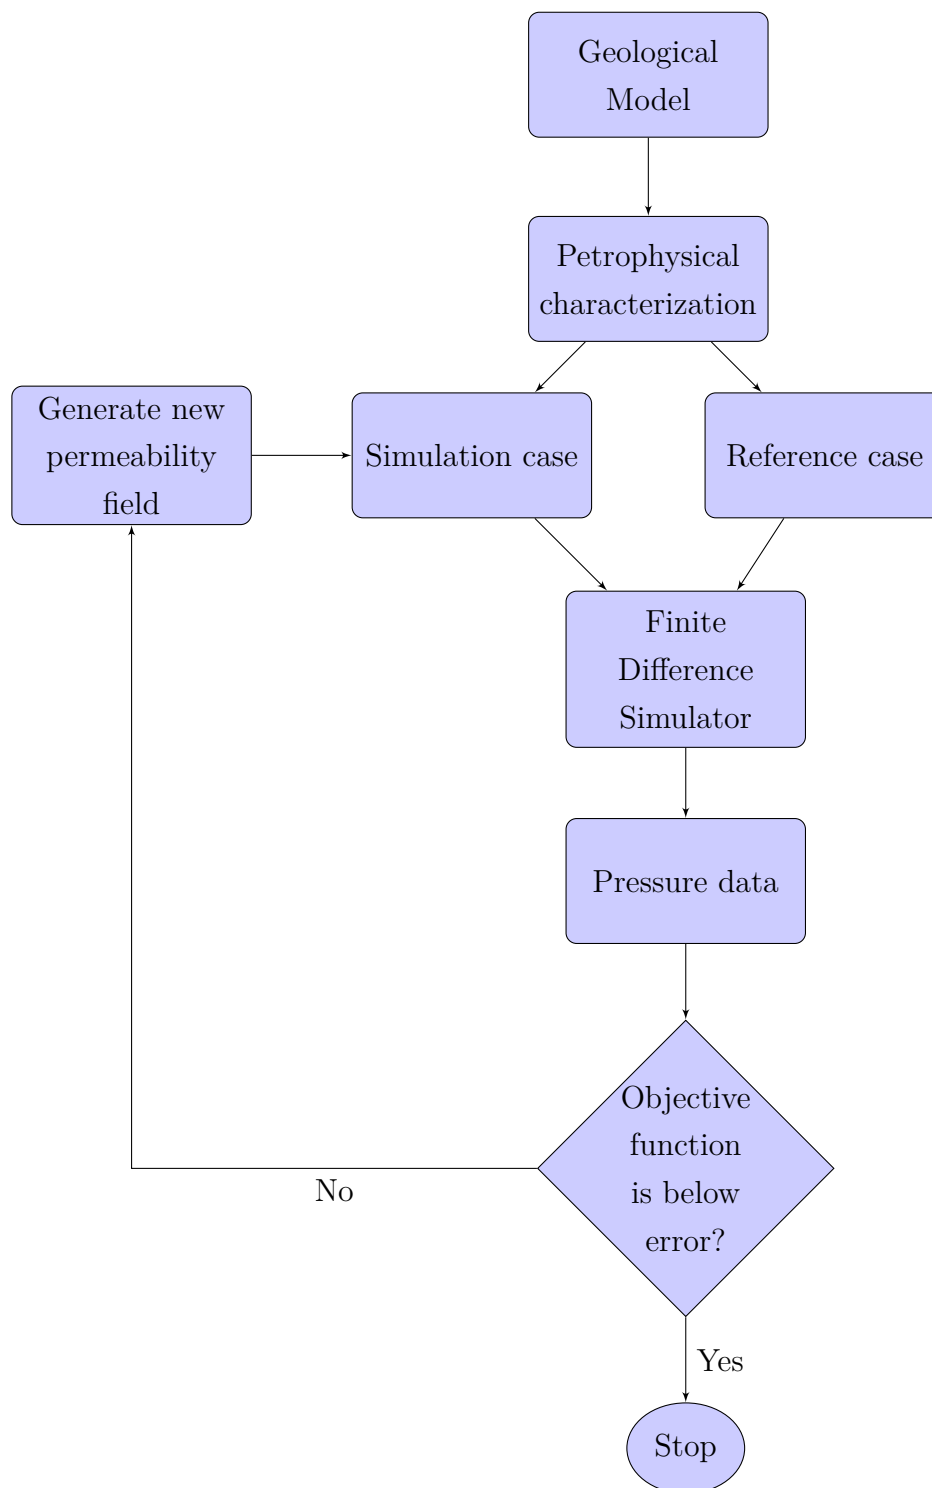 Geological
Model
Petrophysical
characterization
Generate new
permeability
field
Simulation case
Reference case
Finite
Difference
Simulator
Pressure data
Objective
function
is below
error?
No
Yes
Stop